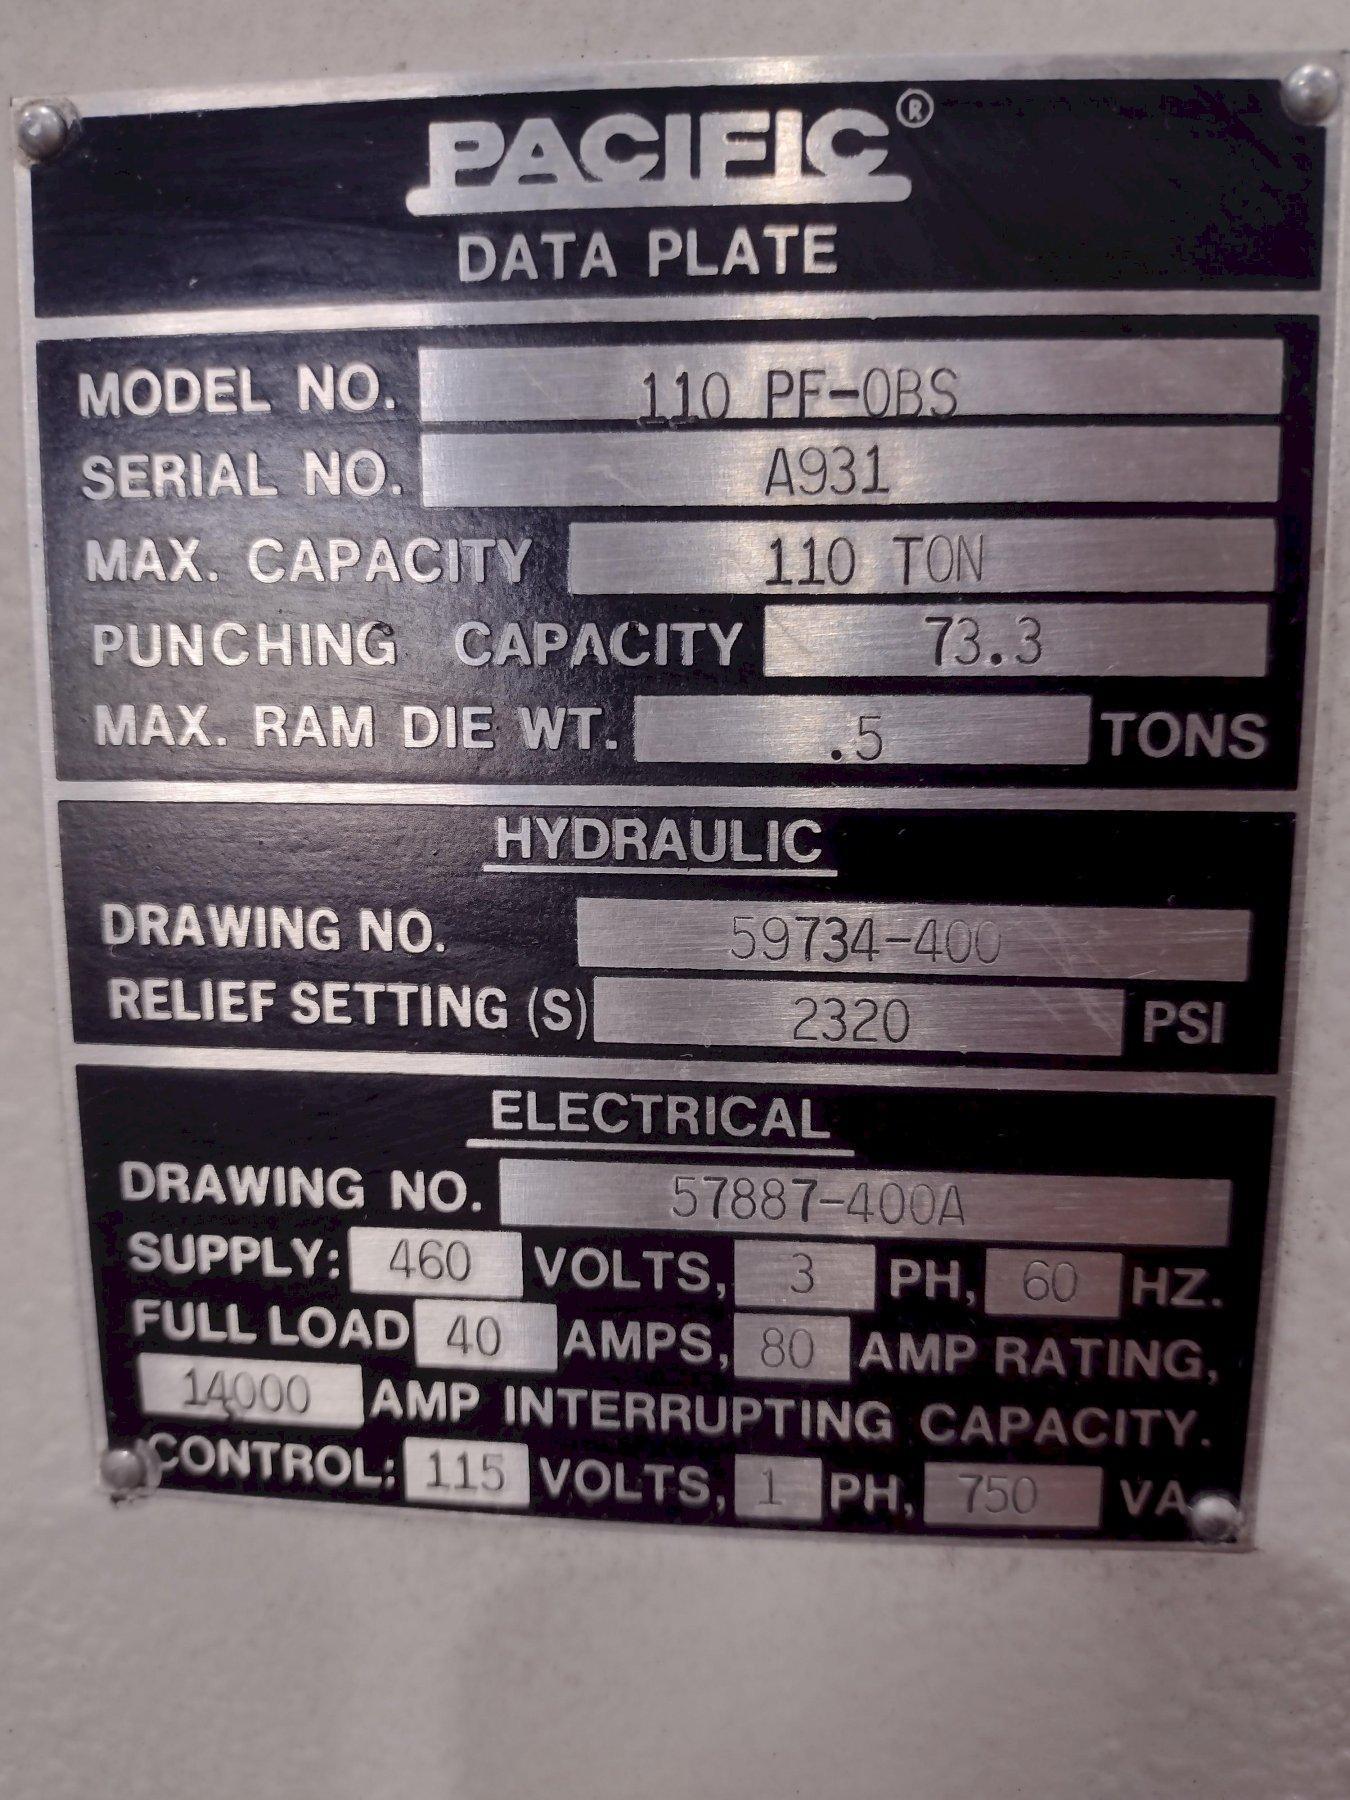 PACIFIC®
DATA PLATE
MODEL NO. 110 PF-OBS
SERIAL NO. A931
MAX. CAPACITY 110 TON
PUNCHING CAPACITY 73.3
MAX. RAM DIE WT. .5 TONS
HYDRAULIC
DRAWING NO. 59734-400
RELIEF SETTING (S) 2320 PSI
ELECTRICAL
DRAWING NO. 57887-400A
SUPPLY: 460 VOLTS, 3 PH, 60 HZ.
FULL LOAD 40 AMPS, 80 AMP RATING,
14000 AMP INTERRUPTING CAPACITY.
CONTROL: 115 VOLTS, 1 PH, 750 VA